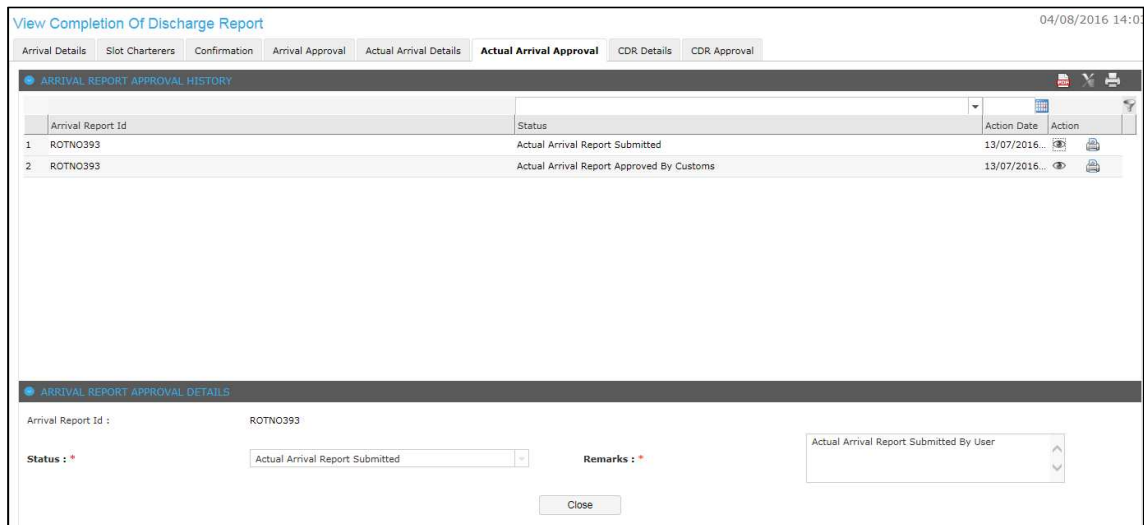 View Completion Of Discharge Report 04/08/2016 14:03
Arrival Details Slot Charterers Confirmation Arrival Approval Actual Arrival Details Actual Arrival Approval CDR Details CDR Approval
ARRIVAL REPORT APPROVAL HISTORY
Arrival Report Id Status Action Date Action
1 ROTNO393 Actual Arrival Report Submitted 13/07/2016...
2 ROTNO393 Actual Arrival Report Approved By Customs 13/07/2016...
ARRIVAL REPORT APPROVAL DETAILS
Arrival Report Id : ROTNO393
Actual Arrival Report Submitted By User
Status : * Actual Arrival Report Submitted Remarks : *
Close